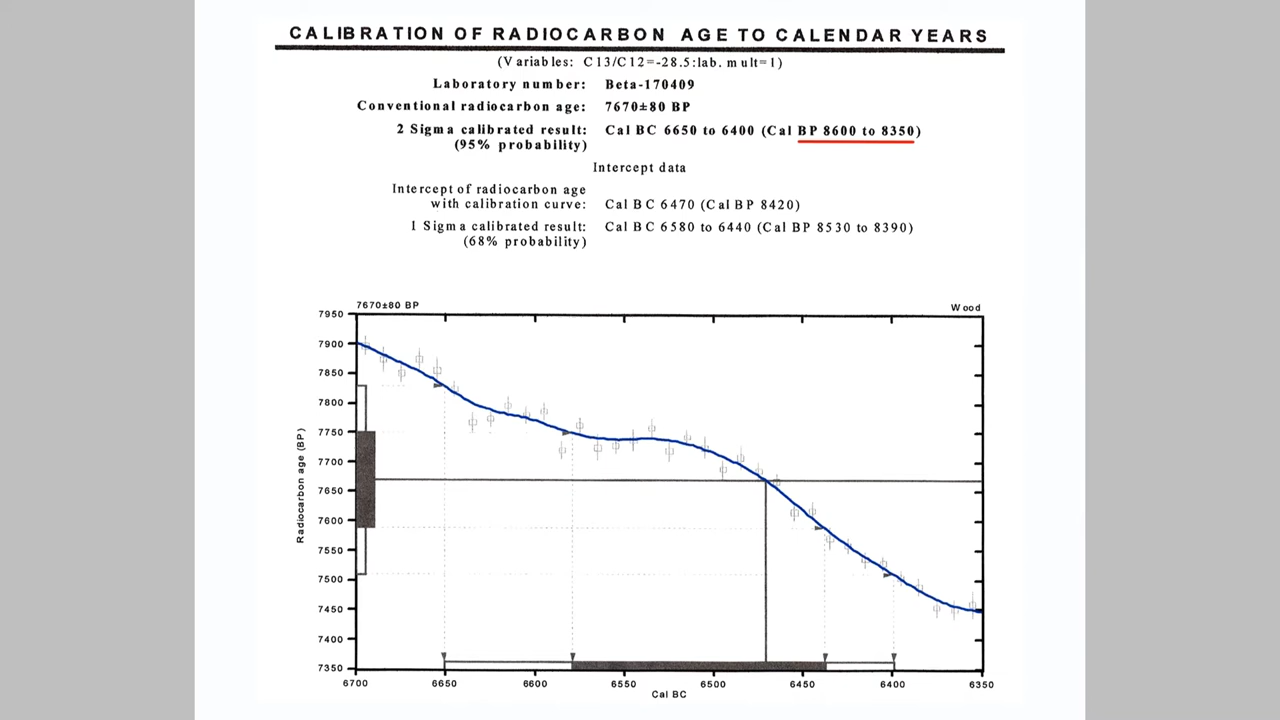 CALIBRATION OF RADIOCARBON AGE TO CALENDAR YEARS
(Variables: C13/C12=-28.5:lab. mult=1)
Laboratory number: Beta-170409
Conventional radiocarbon age: 7670±80 BP
2 Sigma calibrated result: Cal BC 6650 to 6400 (Cal BP 8600 to 8350)
(95% probability)
Intercept data
Intercept of radiocarbon age
with calibration curve: Cal BC 6470 (Cal BP 8420)
1 Sigma calibrated result: Cal BC 6580 to 6440 (Cal BP 8530 to 8390)
(68% probability)
7670±80 BP Wood
7950
7900
7850
7800
7750
7700
7650
7600
7550
7500
7450
7400
7350
Radiocarbon age (BP)
6700 6650 6600 6550 6500 6450 6400 6350
Cal BC